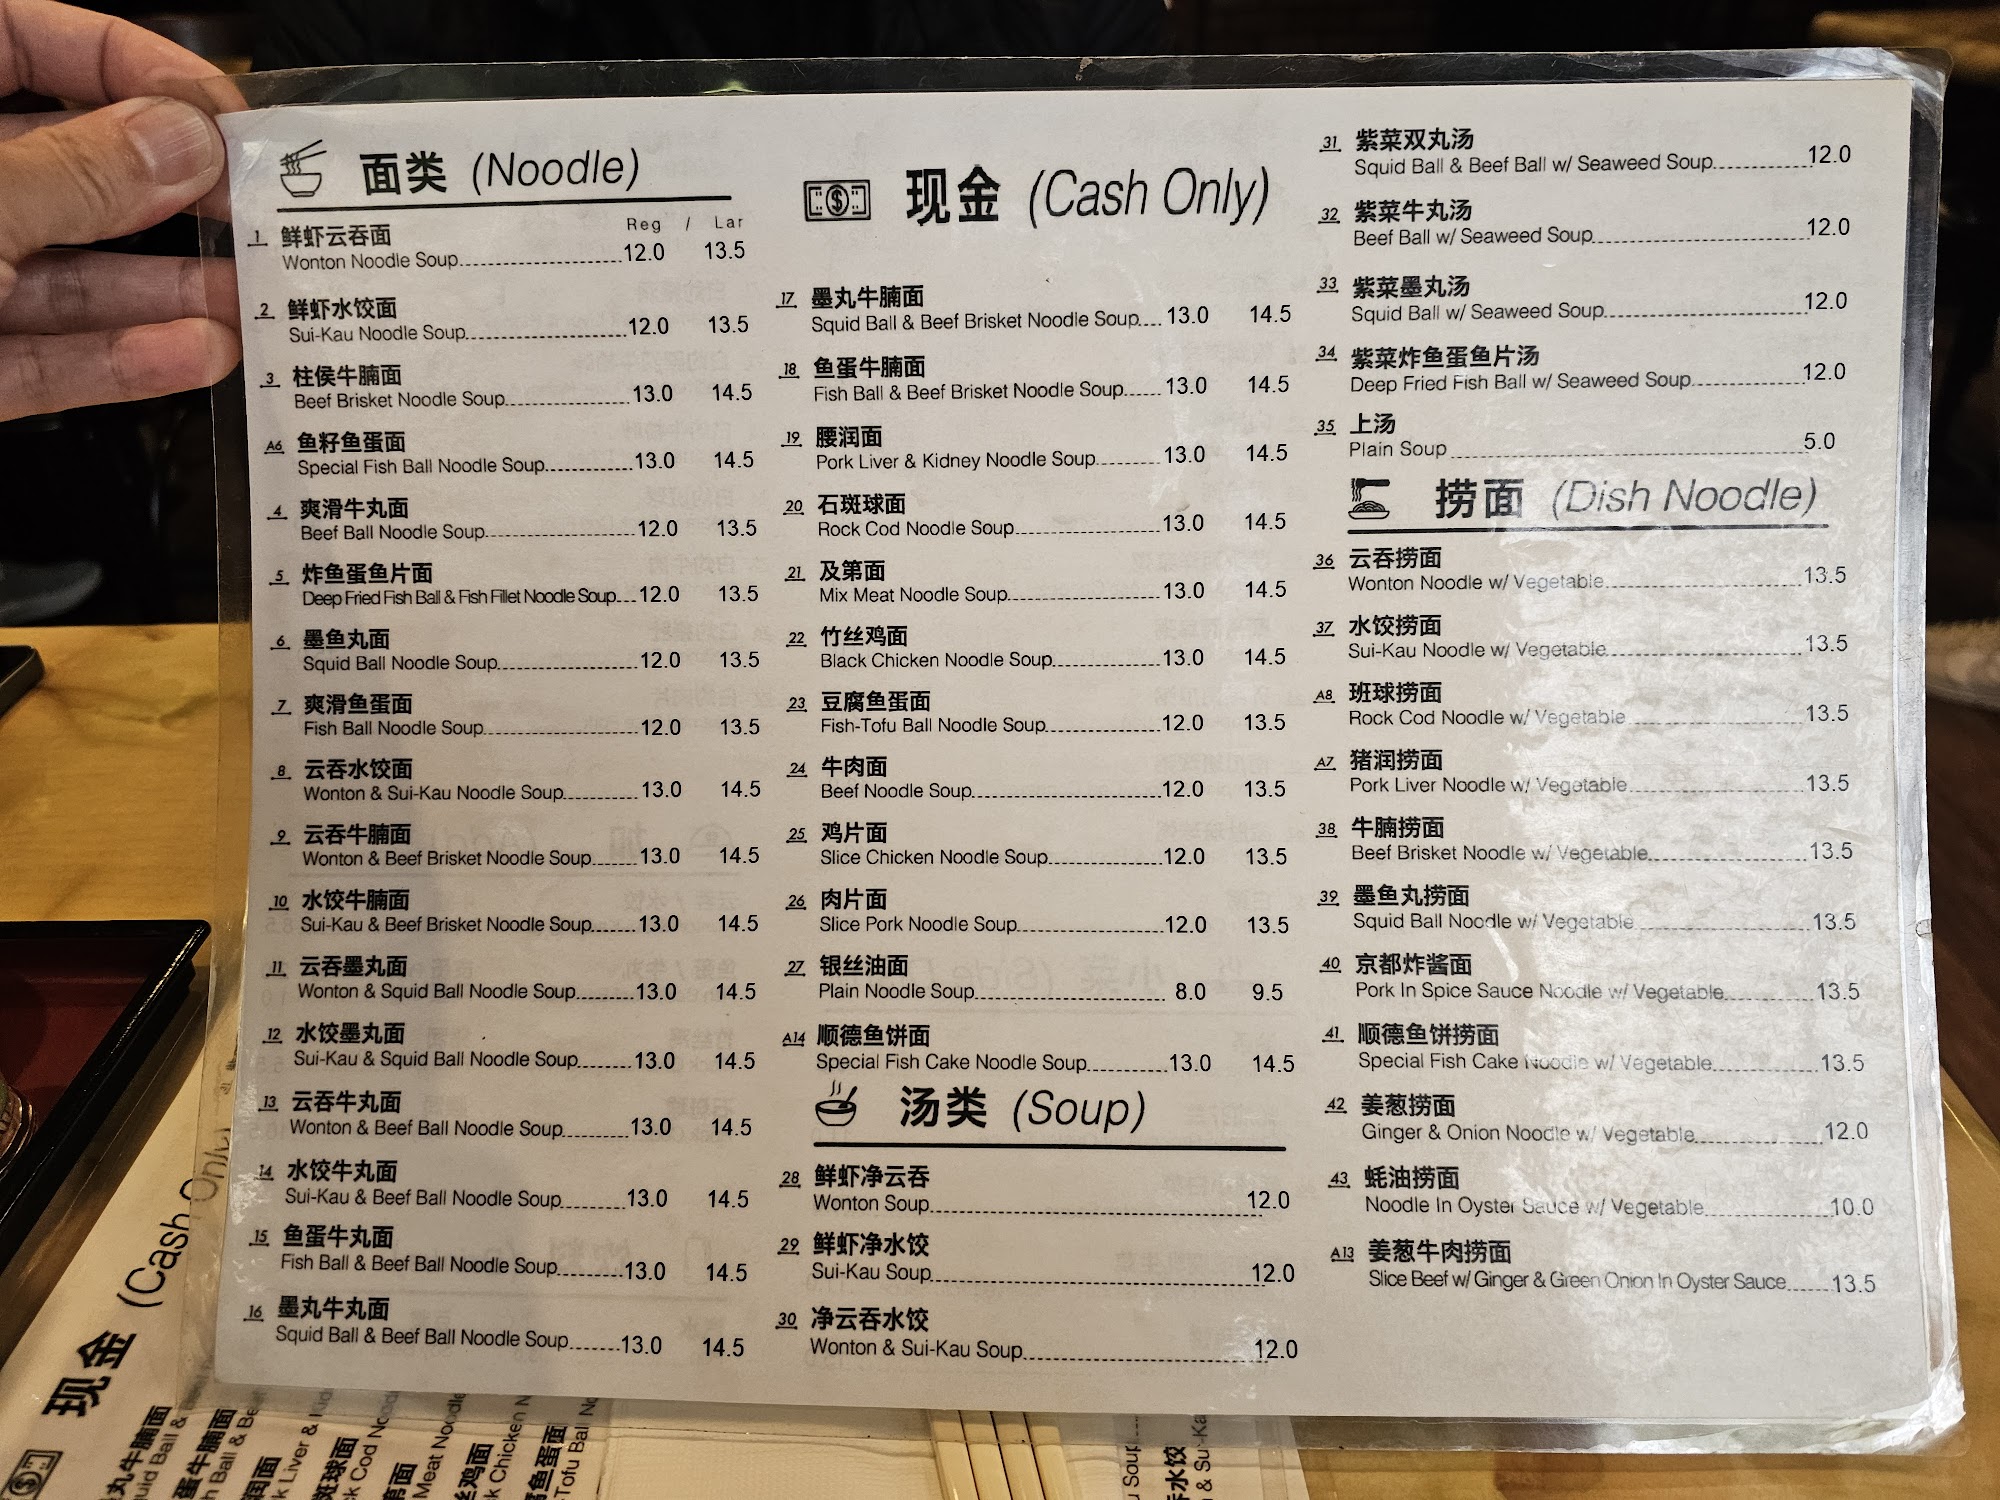 面类 (Noodle)
Reg / Lar
1 鲜虾云吞面
Wonton Noodle Soup 12.0 13.5
2 鲜虾水饺面
Sui-Kau Noodle Soup 12.0 13.5
3 柱侯牛腩面
Beef Brisket Noodle Soup 13.0 14.5
A6 鱼籽鱼蛋面
Special Fish Ball Noodle Soup 13.0 14.5
4 爽滑牛丸面
Beef Ball Noodle Soup 12.0 13.5
5 炸鱼蛋鱼片面
Deep Fried Fish Ball & Fish Fillet Noodle Soup 12.0 13.5
6 墨鱼丸面
Squid Ball Noodle Soup 12.0 13.5
7 爽滑鱼蛋面
Fish Ball Noodle Soup 12.0 13.5
8 云吞水饺面
Wonton & Sui-Kau Noodle Soup 13.0 14.5
9 云吞牛腩面
Wonton & Beef Brisket Noodle Soup 13.0 14.5
10 水饺牛腩面
Sui-Kau & Beef Brisket Noodle Soup 13.0 14.5
11 云吞墨丸面
Wonton & Squid Ball Noodle Soup 13.0 14.5
12 水饺墨丸面
Sui-Kau & Squid Ball Noodle Soup 13.0 14.5
13 云吞牛丸面
Wonton & Beef Ball Noodle Soup 13.0 14.5
14 水饺牛丸面
Sui-Kau & Beef Ball Noodle Soup 13.0 14.5
15 鱼蛋牛丸面
Fish Ball & Beef Ball Noodle Soup 13.0 14.5
16 墨丸牛丸面
Squid Ball & Beef Ball Noodle Soup 13.0 14.5
现金 (Cash Only)
17 墨丸牛腩面
Squid Ball & Beef Brisket Noodle Soup 13.0 14.5
18 鱼蛋牛腩面
Fish Ball & Beef Brisket Noodle Soup 13.0 14.5
19 腰润面
Pork Liver & Kidney Noodle Soup 13.0 14.5
20 石斑球面
Rock Cod Noodle Soup 13.0 14.5
21 及第面
Mix Meat Noodle Soup 13.0 14.5
22 竹丝鸡面
Black Chicken Noodle Soup 13.0 14.5
23 豆腐鱼蛋面
Fish-Tofu Ball Noodle Soup 12.0 13.5
24 牛肉面
Beef Noodle Soup 12.0 13.5
25 鸡片面
Slice Chicken Noodle Soup 12.0 13.5
26 肉片面
Slice Pork Noodle Soup 12.0 13.5
27 银丝油面
Plain Noodle Soup 8.0 9.5
A14 顺德鱼饼面
Special Fish Cake Noodle Soup 13.0 14.5
汤类 (Soup)
28 鲜虾净云吞
Wonton Soup 12.0
29 鲜虾净水饺
Sui-Kau Soup 12.0
30 净云吞水饺
Wonton & Sui-Kau Soup 12.0
31 紫菜双丸汤
Squid Ball & Beef Ball w/ Seaweed Soup 12.0
32 紫菜牛丸汤
Beef Ball w/ Seaweed Soup 12.0
33 紫菜墨丸汤
Squid Ball w/ Seaweed Soup 12.0
34 紫菜炸鱼蛋鱼片汤
Deep Fried Fish Ball w/ Seaweed Soup 12.0
35 上汤
Plain Soup 5.0
捞面 (Dish Noodle)
36 云吞捞面
Wonton Noodle w/ Vegetable 13.5
37 水饺捞面
Sui-Kau Noodle w/ Vegetable 13.5
A8 班球捞面
Rock Cod Noodle w/ Vegetable 13.5
A7 猪润捞面
Pork Liver Noodle w/ Vegetable 13.5
38 牛腩捞面
Beef Brisket Noodle w/ Vegetable 13.5
39 墨鱼丸捞面
Squid Ball Noodle w/ Vegetable 13.5
40 京都炸酱面
Pork In Spice Sauce Noodle w/ Vegetable 13.5
41 顺德鱼饼捞面
Special Fish Cake Noodle w/ Vegetable 13.5
42 姜葱捞面
Ginger & Onion Noodle w/ Vegetable 12.0
43 蚝油捞面
Noodle In Oyster Sauce w/ Vegetable 10.0
A13 姜葱牛肉捞面
Slice Beef w/ Ginger & Green Onion In Oyster Sauce 13.5
现金 (Cash Only